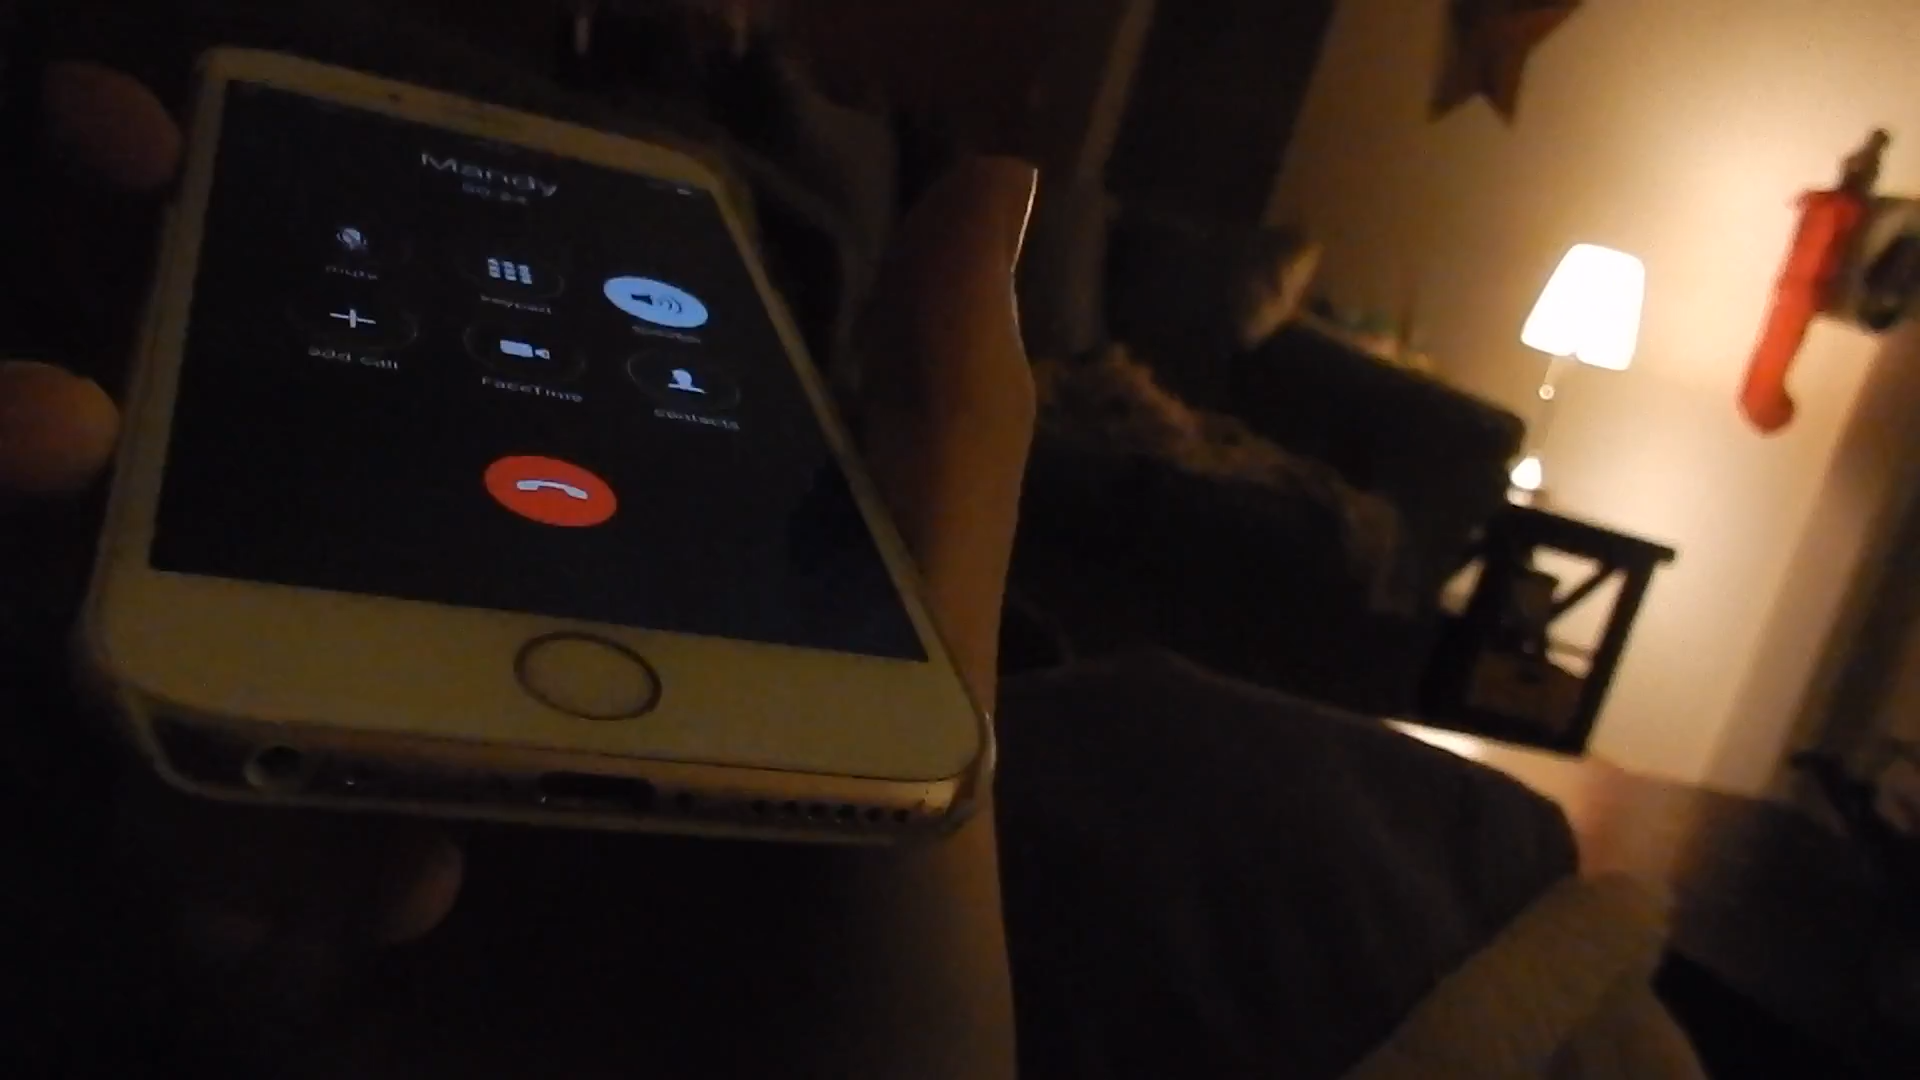 Mandy
mute
keypad
speaker
add call
FaceTime
contacts